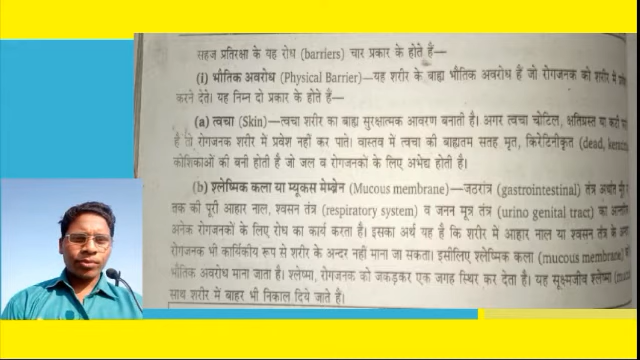 सहज प्रतिरक्षा के यह रोध (barriers) चार प्रकार के होते हैं—
(i) भौतिक अवरोध (Physical Barrier)—यह शरीर के बाह्य भौतिक अवरोध हैं जो रोगजनक को शरीर में
करने देते। यह निम्न दो प्रकार के होते हैं—
(a) त्वचा (Skin)—त्वचा शरीर का बाह्य सुरक्षात्मक आवरण बनाती है। अगर त्वचा चोटिल, क्षतिग्रस्त या कटी
है तो रोगजनक शरीर में प्रवेश नहीं कर पाते। वास्तव में त्वचा की बाह्यतम सतह मृत, किरेटिनीकृत (dead,
कोशिकाओं की बनी होती है जो जल व रोगजनकों के लिए अभेद्य होती है।
(b) श्लेष्मिक कला या म्यूकस मेम्ब्रेन (Mucous membrane)—जठरांत्र (gastrointestinal) तंत्र अर्थात
तक की पूरी आहार नाल, श्वसन तंत्र (respiratory system) व जनन मूत्र तंत्र (urino genital tract) का
अनेक रोगजनकों के लिए रोध का कार्य करता है। इसका अर्थ यह है कि शरीर में आहार नाल या श्वसन तंत्र के
रोगजनक भी कार्यिकीय रूप से शरीर के अन्दर नहीं माना जा सकता। इसीलिए श्लेष्मिक कला (mucous membrane)
भौतिक अवरोध माना जाता है। श्लेष्मा, रोगजनक को जकड़कर एक जगह स्थिर कर देता है। यह सूक्ष्मजीव श्लेष्मा
साथ शरीर में बाहर भी निकाल दिये जाते हैं।